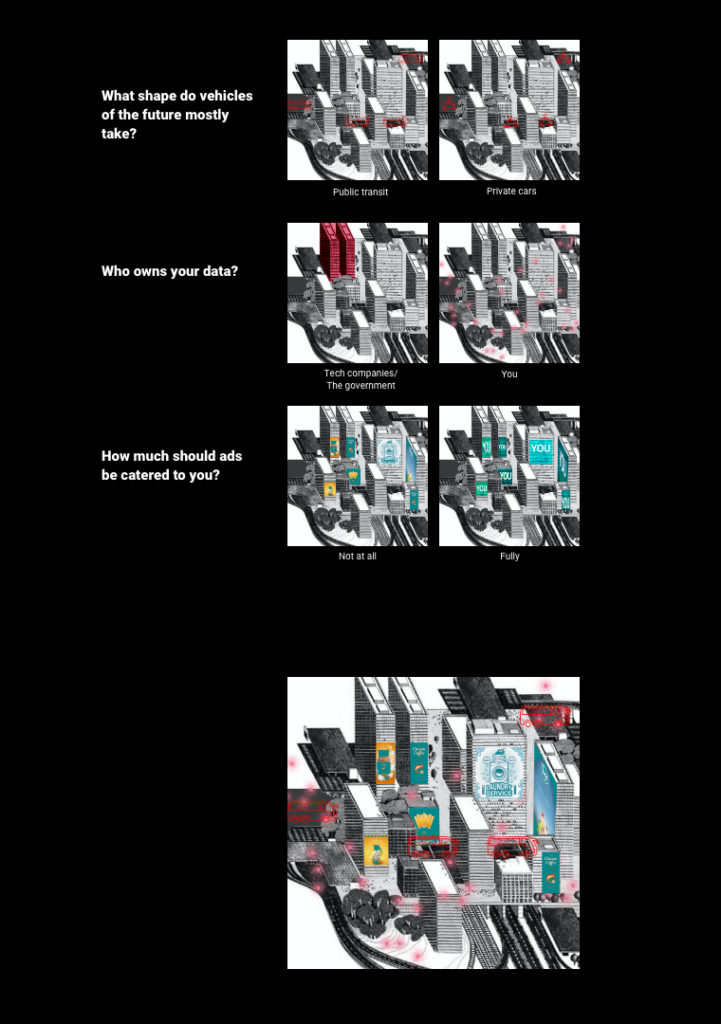 What shape do vehicles
of the future mostly
take?
Public transit
Private cars
Who owns your data?
Tech companies/
The government
You
How much should ads
be catered to you?
YOU
YOU
YOU
YOU
Not at all
Fully
LAUNDRY
SERVICE